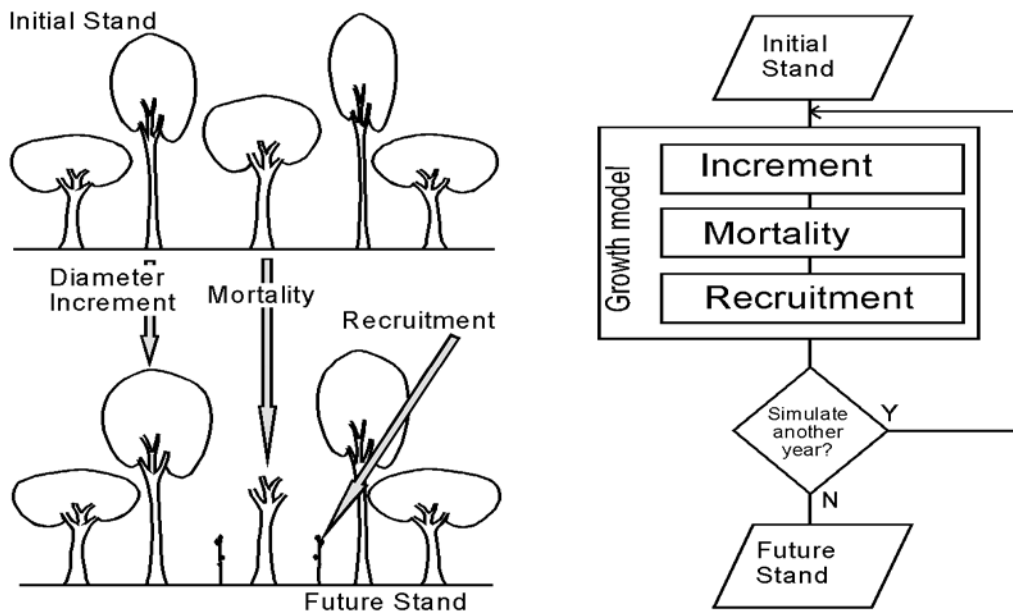 Initial Stand
Diameter
Increment
Mortality
Recruitment
Future Stand
Initial
Stand
Growth model
Increment
Mortality
Recruitment
Simulate
another
year?
Y
N
Future
Stand